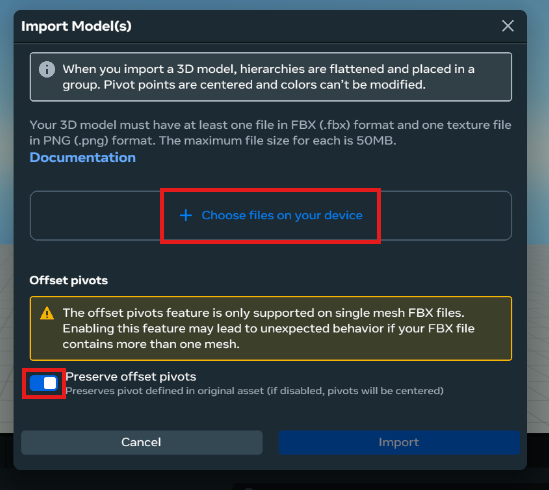 Import Model(s)
When you import a 3D model, hierarchies are flattened and placed in a
group. Pivot points are centered and colors can't be modified.
Your 3D model must have at least one file in FBX (.fbx) format and one texture file
in PNG (.png) format. The maximum file size for each is 50MB.
Documentation
+ Choose files on your device
Offset pivots
The offset pivots feature is only supported on single mesh FBX files.
Enabling this feature may lead to unexpected behavior if your FBX file
contains more than one mesh.
Preserve offset pivots
Preserves pivot defined in original asset (if disabled, pivots will be centered)
Cancel
Import